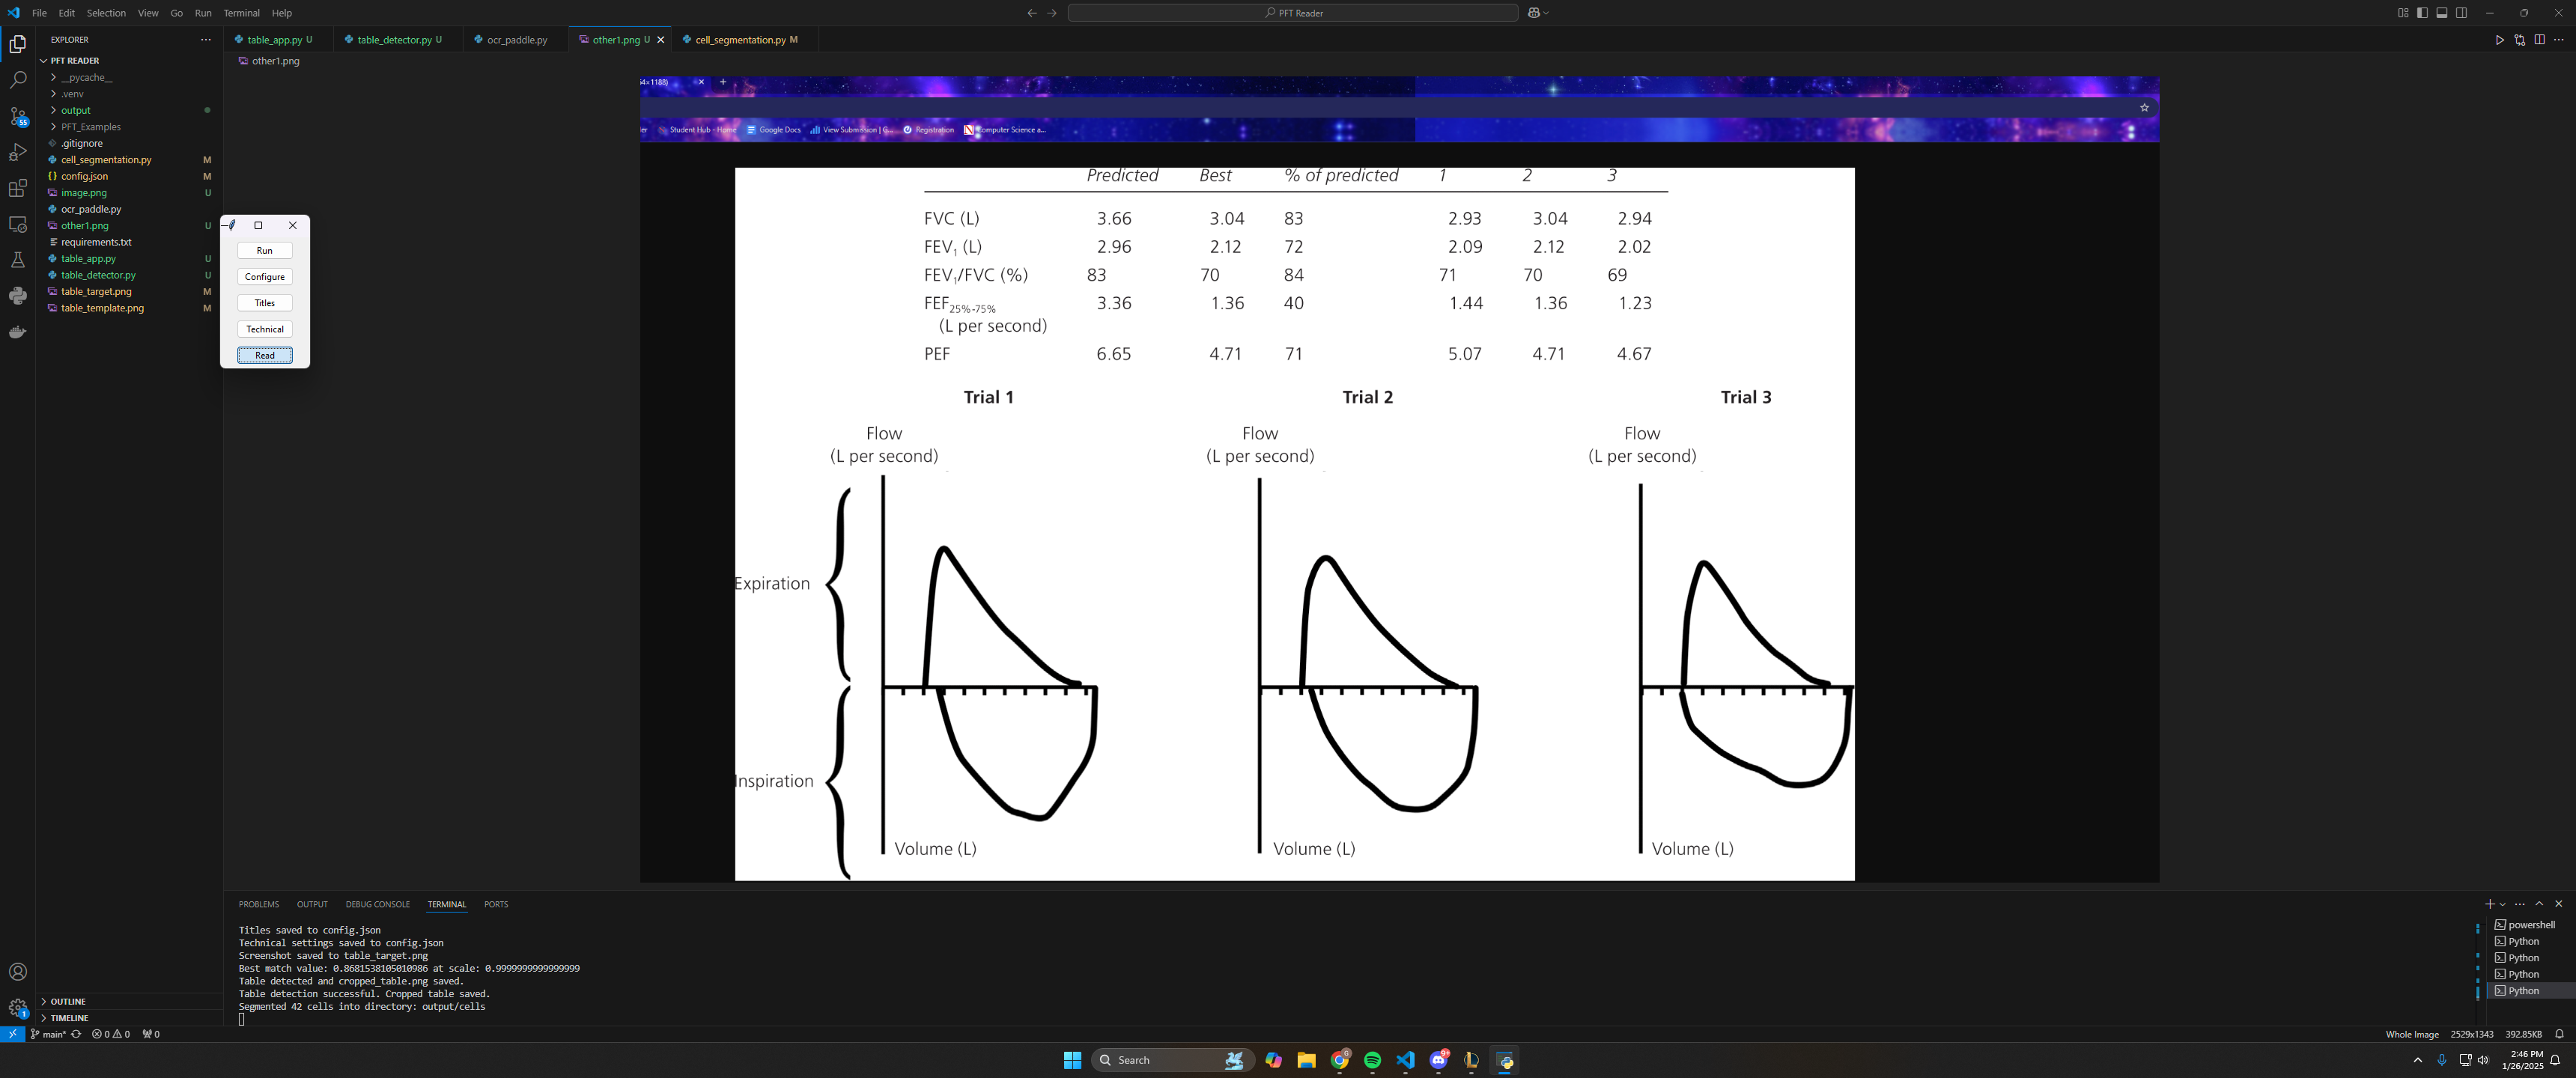 File Edit Selection View Go Run Terminal Help
PFT Reader
EXPLORER
PFT READER
__pycache__
.venv
output
PFT_Examples
.gitignore
cell_segmentation.py M
config.json M
image.png U
ocr_paddle.py
other1.png U
requirements.txt
table_app.py U
table_detector.py U
table_target.png M
table_template.png M
OUTLINE
TIMELINE
55
1
Run
Configure
Titles
Technical
Read
table_app.py U table_detector.py U ocr_paddle.py other1.png U cell_segmentation.py M
other1.png
4×1188)
Student Hub - Home Google Docs View Submission | G... Registration Computer Science a...
Predicted Best % of predicted 1 2 3
FVC (L) 3.66 3.04 83 2.93 3.04 2.94
FEV1 (L) 2.96 2.12 72 2.09 2.12 2.02
FEV1/FVC (%) 83 70 84 71 70 69
FEF25%-75% 3.36 1.36 40 1.44 1.36 1.23
(L per second)
PEF 6.65 4.71 71 5.07 4.71 4.67
Trial 1 Trial 2 Trial 3
Flow Flow Flow
(L per second) (L per second) (L per second)
Expiration
Inspiration
Volume (L) Volume (L) Volume (L)
PROBLEMS OUTPUT DEBUG CONSOLE TERMINAL PORTS
Titles saved to config.json
Technical settings saved to config.json
Screenshot saved to table_target.png
Best match value: 0.8681538105010986 at scale: 0.9999999999999999
Table detected and cropped_table.png saved.
Table detection successful. Cropped table saved.
Segmented 42 cells into directory: output/cells
powershell
Python
Python
Python
Python
main* 0 0 0
Whole Image 2529x1343 392.85KB
Search
9+
2:46 PM
1/26/2025